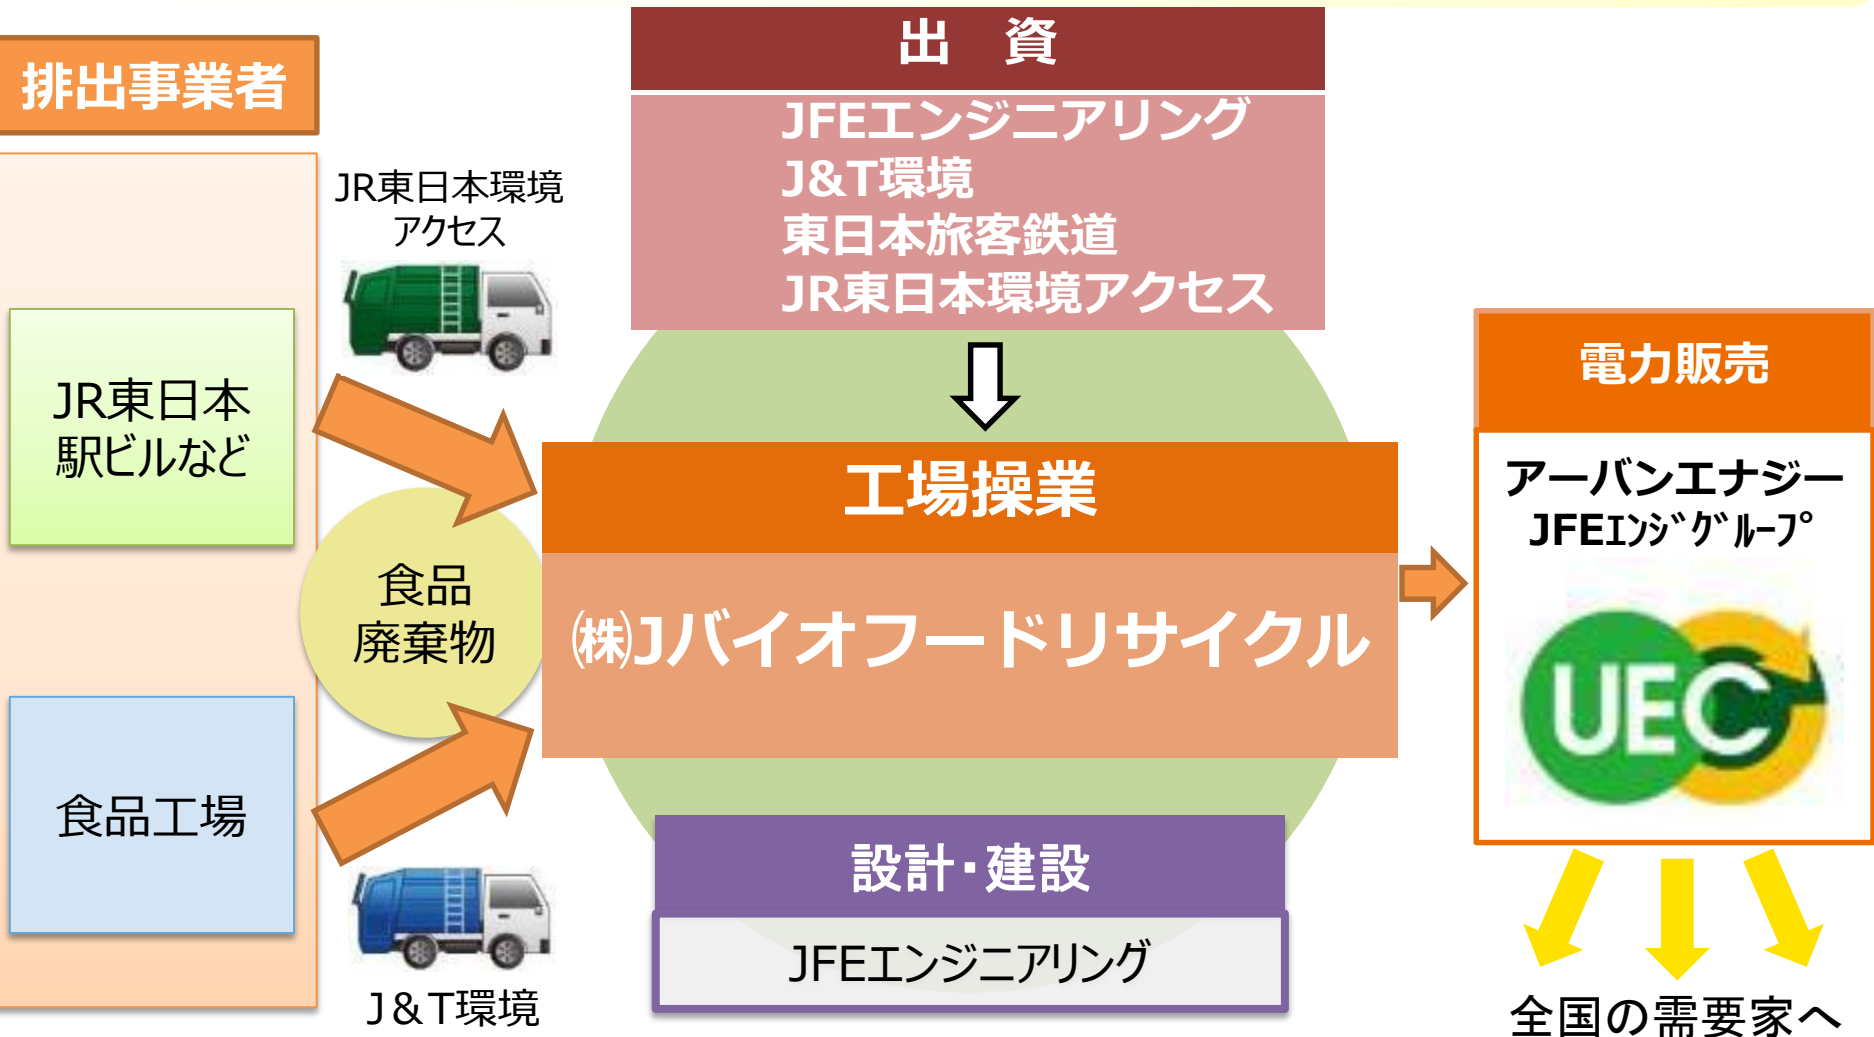 出　資
JFEエンジニアリング
J&T環境
東日本旅客鉄道
JR東日本環境アクセス
排出事業者
JR東日本環境
アクセス
JR東日本
駅ビルなど
食品
廃棄物
食品工場
J&T環境
工場操業
㈱Jバイオフードリサイクル
設計・建設
JFEエンジニアリング
電力販売
アーバンエナジー
JFEｴﾝｼﾞｸﾞﾙｰﾌﾟ
UEC
全国の需要家へ